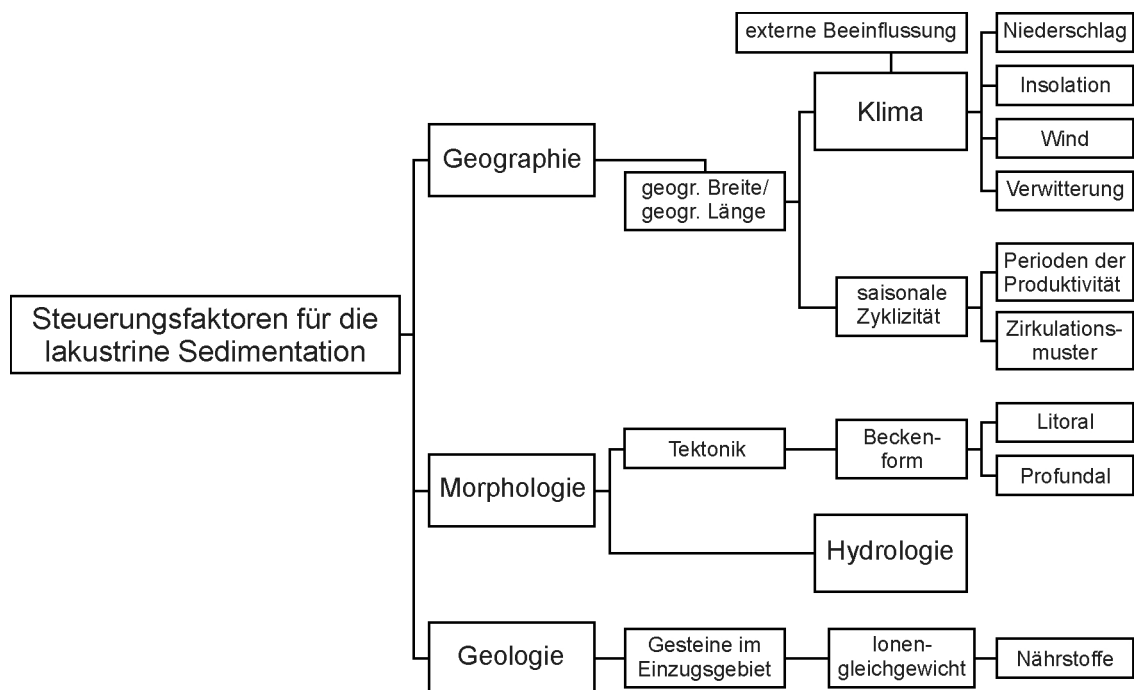 externe Beeinflussung
Niederschlag
Klima
Insolation
Wind
Verwitterung
Geographie
geogr. Breite/
geogr. Länge
saisonale
Zyklizität
Perioden der
Produktivität
Zirkulations-
muster
Steuerungsfaktoren für die
lakustrine Sedimentation
Morphologie
Tektonik
Becken-
form
Litoral
Profundal
Hydrologie
Geologie
Gesteine im
Einzugsgebiet
Ionen-
gleichgewicht
Nährstoffe